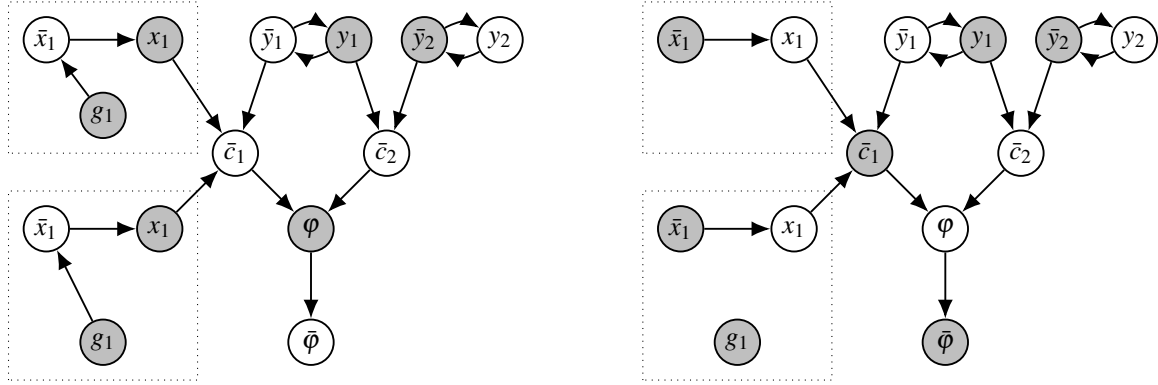 x̄₁ x₁ ȳ₁ y₁ ȳ₂ y₂
g₁
c̄₁ c̄₂
x̄₁ x₁ φ
g₁ φ̄
x̄₁ x₁ ȳ₁ y₁ ȳ₂ y₂
c̄₁ c̄₂
x̄₁ x₁ φ
g₁ φ̄